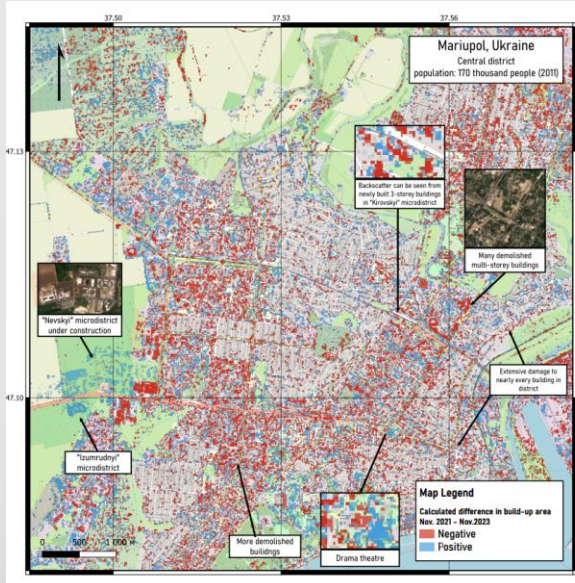 37.50 37.53 37.56
Mariupol, Ukraine
Central district
population: 170 thousand people (2011)
47.13
Backscatter can be seen from
newly built 3-storey buildings
in "Kirovskyi" microdistrict
Many demolished
multi-storey buildings
"Nevskyi" microdistrict
under construction
Extensive damage to
nearly every building in
district
47.10
"Izumrudnyi"
microdistrict
More demolished
buildings
Drama theatre
Map Legend
Calculated difference in build-up area
Nov. 2021 - Nov.2023
Negative
Positive
0 500 1 000 м